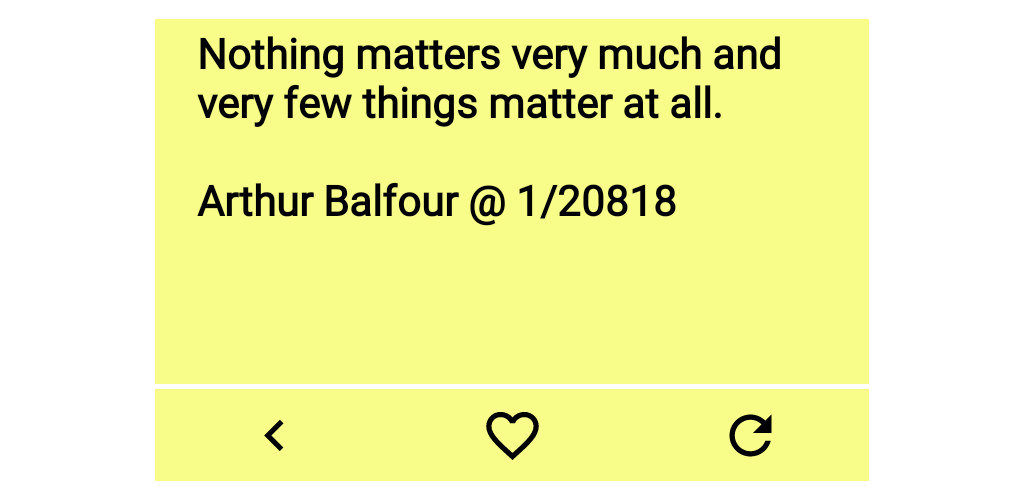 Nothing matters very much and
very few things matter at all.
Arthur Balfour @ 1/20818